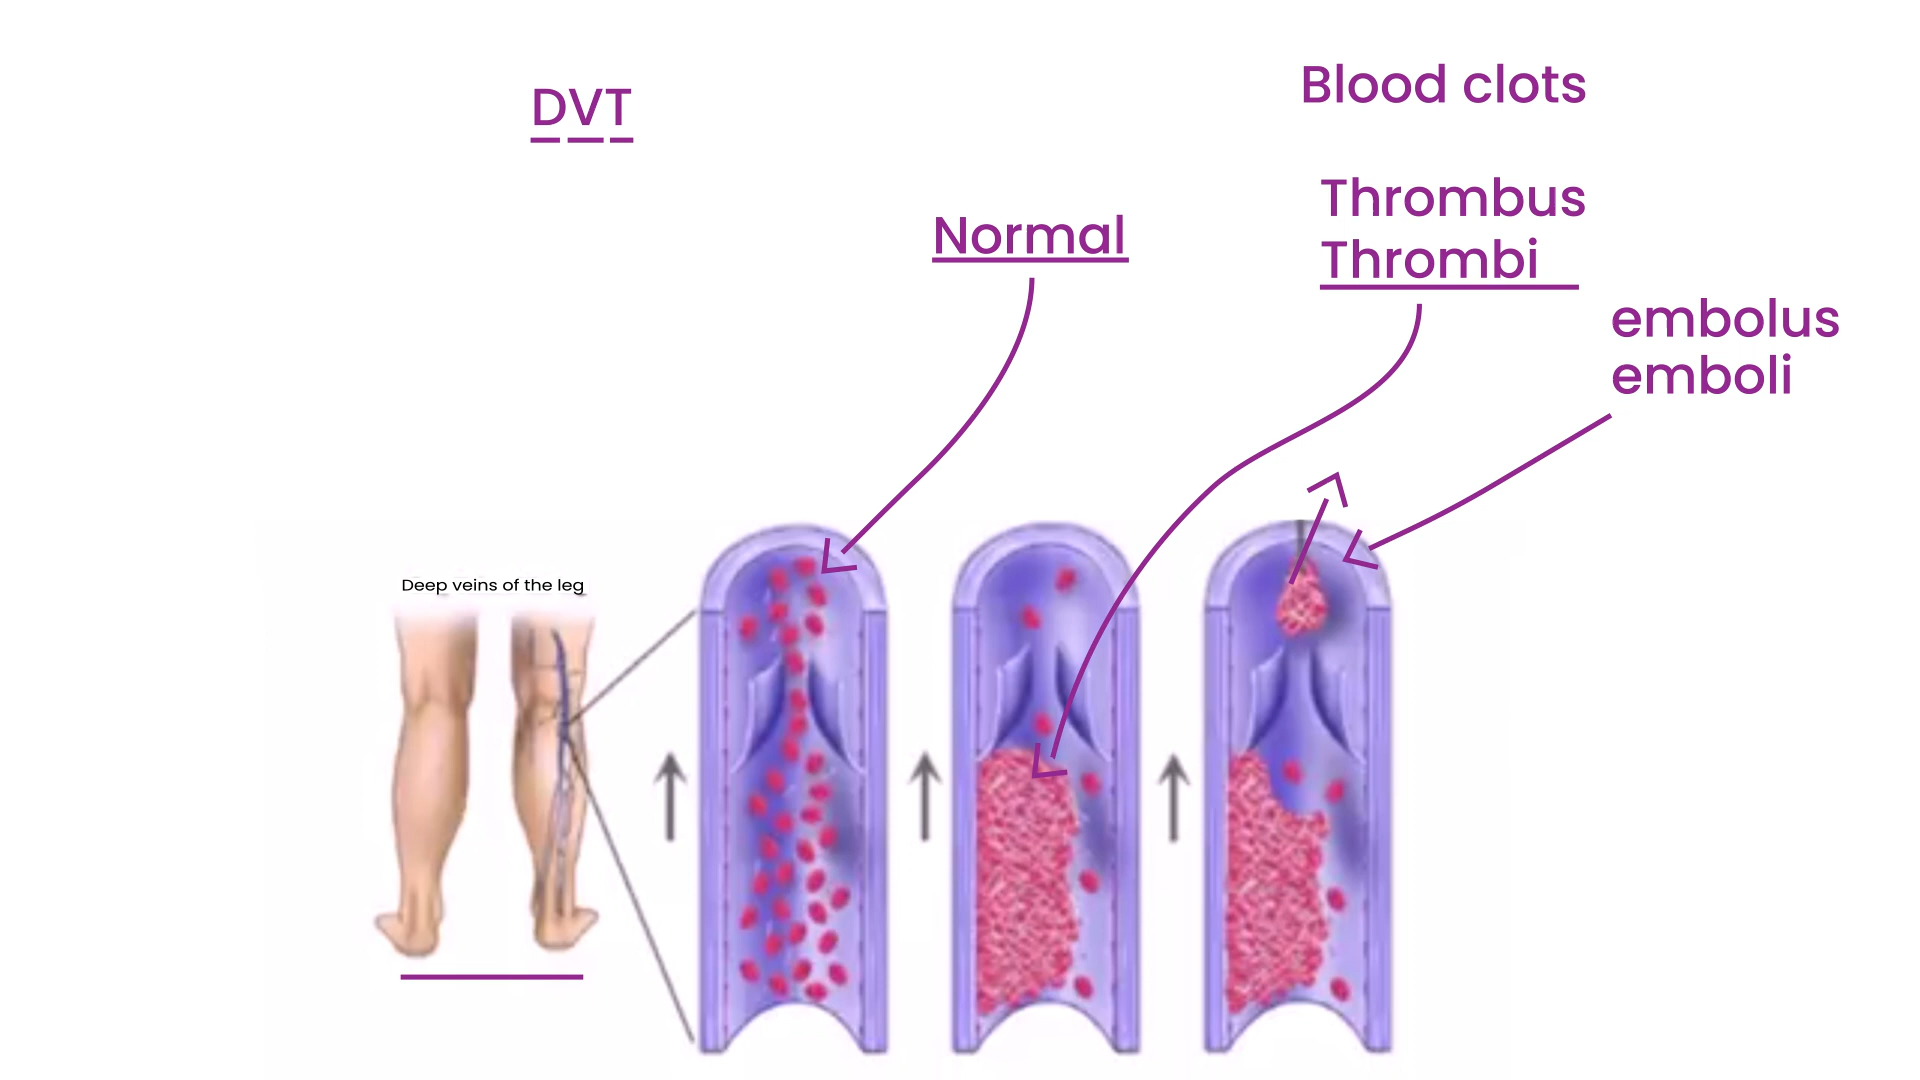 DVT
Blood clots
Normal
Thrombus
Thrombi
embolus
emboli
Deep veins of the leg